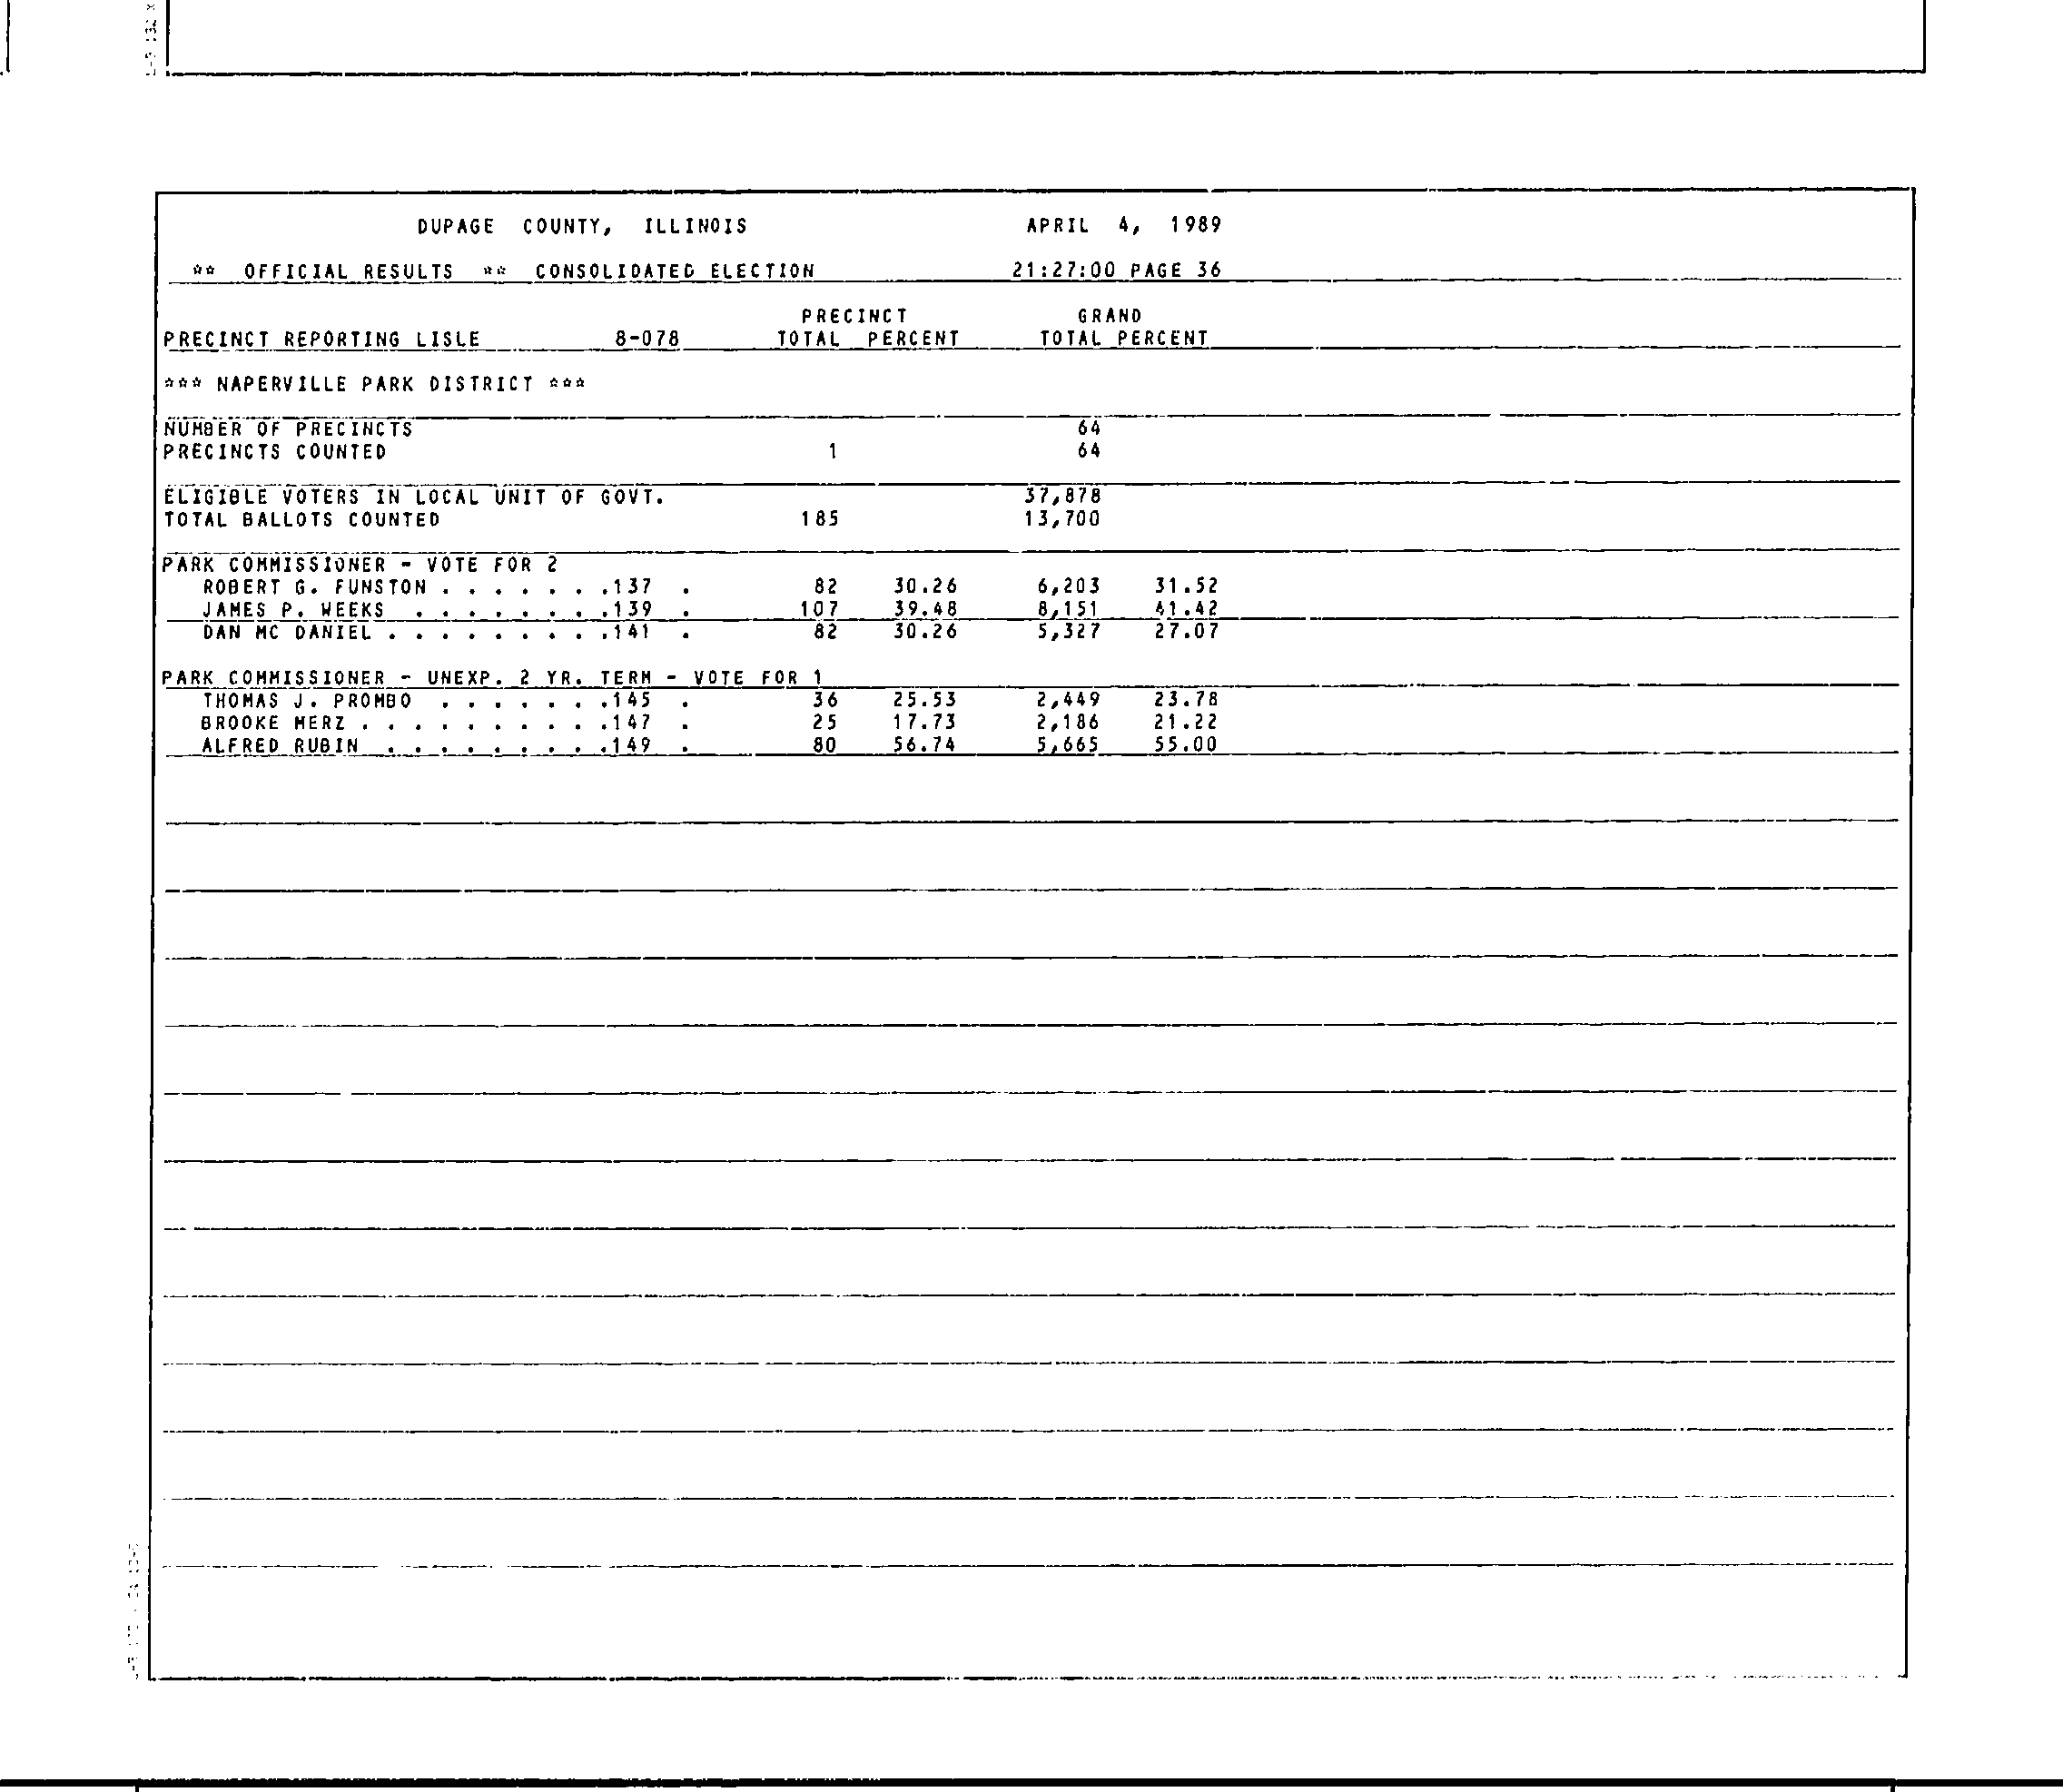 DUPAGE COUNTY, ILLINOIS APRIL 4, 1989
** OFFICIAL RESULTS ** CONSOLIDATED ELECTION 21:27:00 PAGE 36
PRECINCT GRAND
PRECINCT REPORTING LISLE 8-078 TOTAL PERCENT TOTAL PERCENT
*** NAPERVILLE PARK DISTRICT ***
NUMBER OF PRECINCTS 64
PRECINCTS COUNTED 1 64
ELIGIBLE VOTERS IN LOCAL UNIT OF GOVT. 37,878
TOTAL BALLOTS COUNTED 185 13,700
PARK COMMISSIONER - VOTE FOR 2
ROBERT G. FUNSTON . . . . . . .137 . 82 30.26 6,203 31.52
JAMES P. WEEKS . . . . . . . .139 . 107 39.48 8,151 41.42
DAN MC DANIEL . . . . . . . . .141 . 82 30.26 5,327 27.07
PARK COMMISSIONER - UNEXP. 2 YR. TERM - VOTE FOR 1
THOMAS J. PROMBO . . . . . . .145 . 36 25.53 2,449 23.78
BROOKE MERZ . . . . . . . . . .147 . 25 17.73 2,186 21.22
ALFRED RUBIN . . . . . . . . .149 . 80 56.74 5,665 55.00